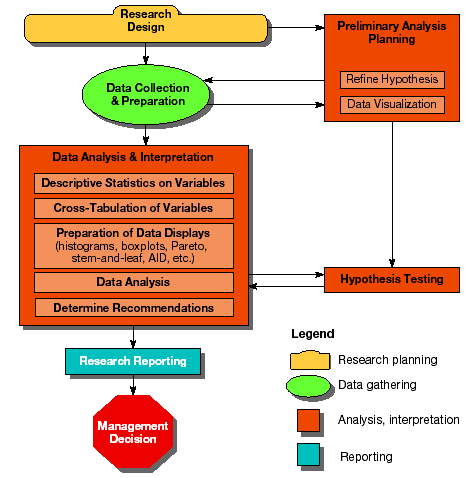 Research
Design
Preliminary Analysis
Planning
Refine Hypothesis
Data Visualization
Data Collection
& Preparation
Data Analysis & Interpretation
Descriptive Statistics on Variables
Cross-Tabulation of Variables
Preparation of Data Displays
(histograms, boxplots, Pareto,
stem-and-leaf, AID, etc.)
Data Analysis
Determine Recommendations
Hypothesis Testing
Research Reporting
Management
Decision
Legend
Research planning
Data gathering
Analysis, interpretation
Reporting